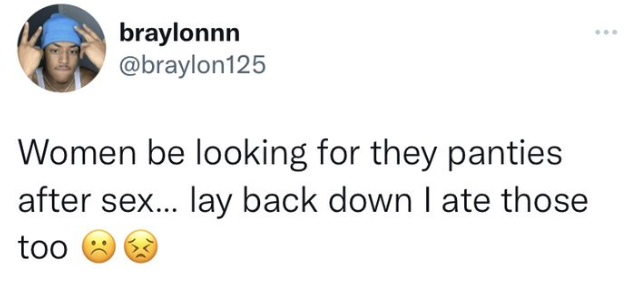 braylonnn
@braylon125
Women be looking for they panties
after sex... lay back down I ate those
too ☹️😣